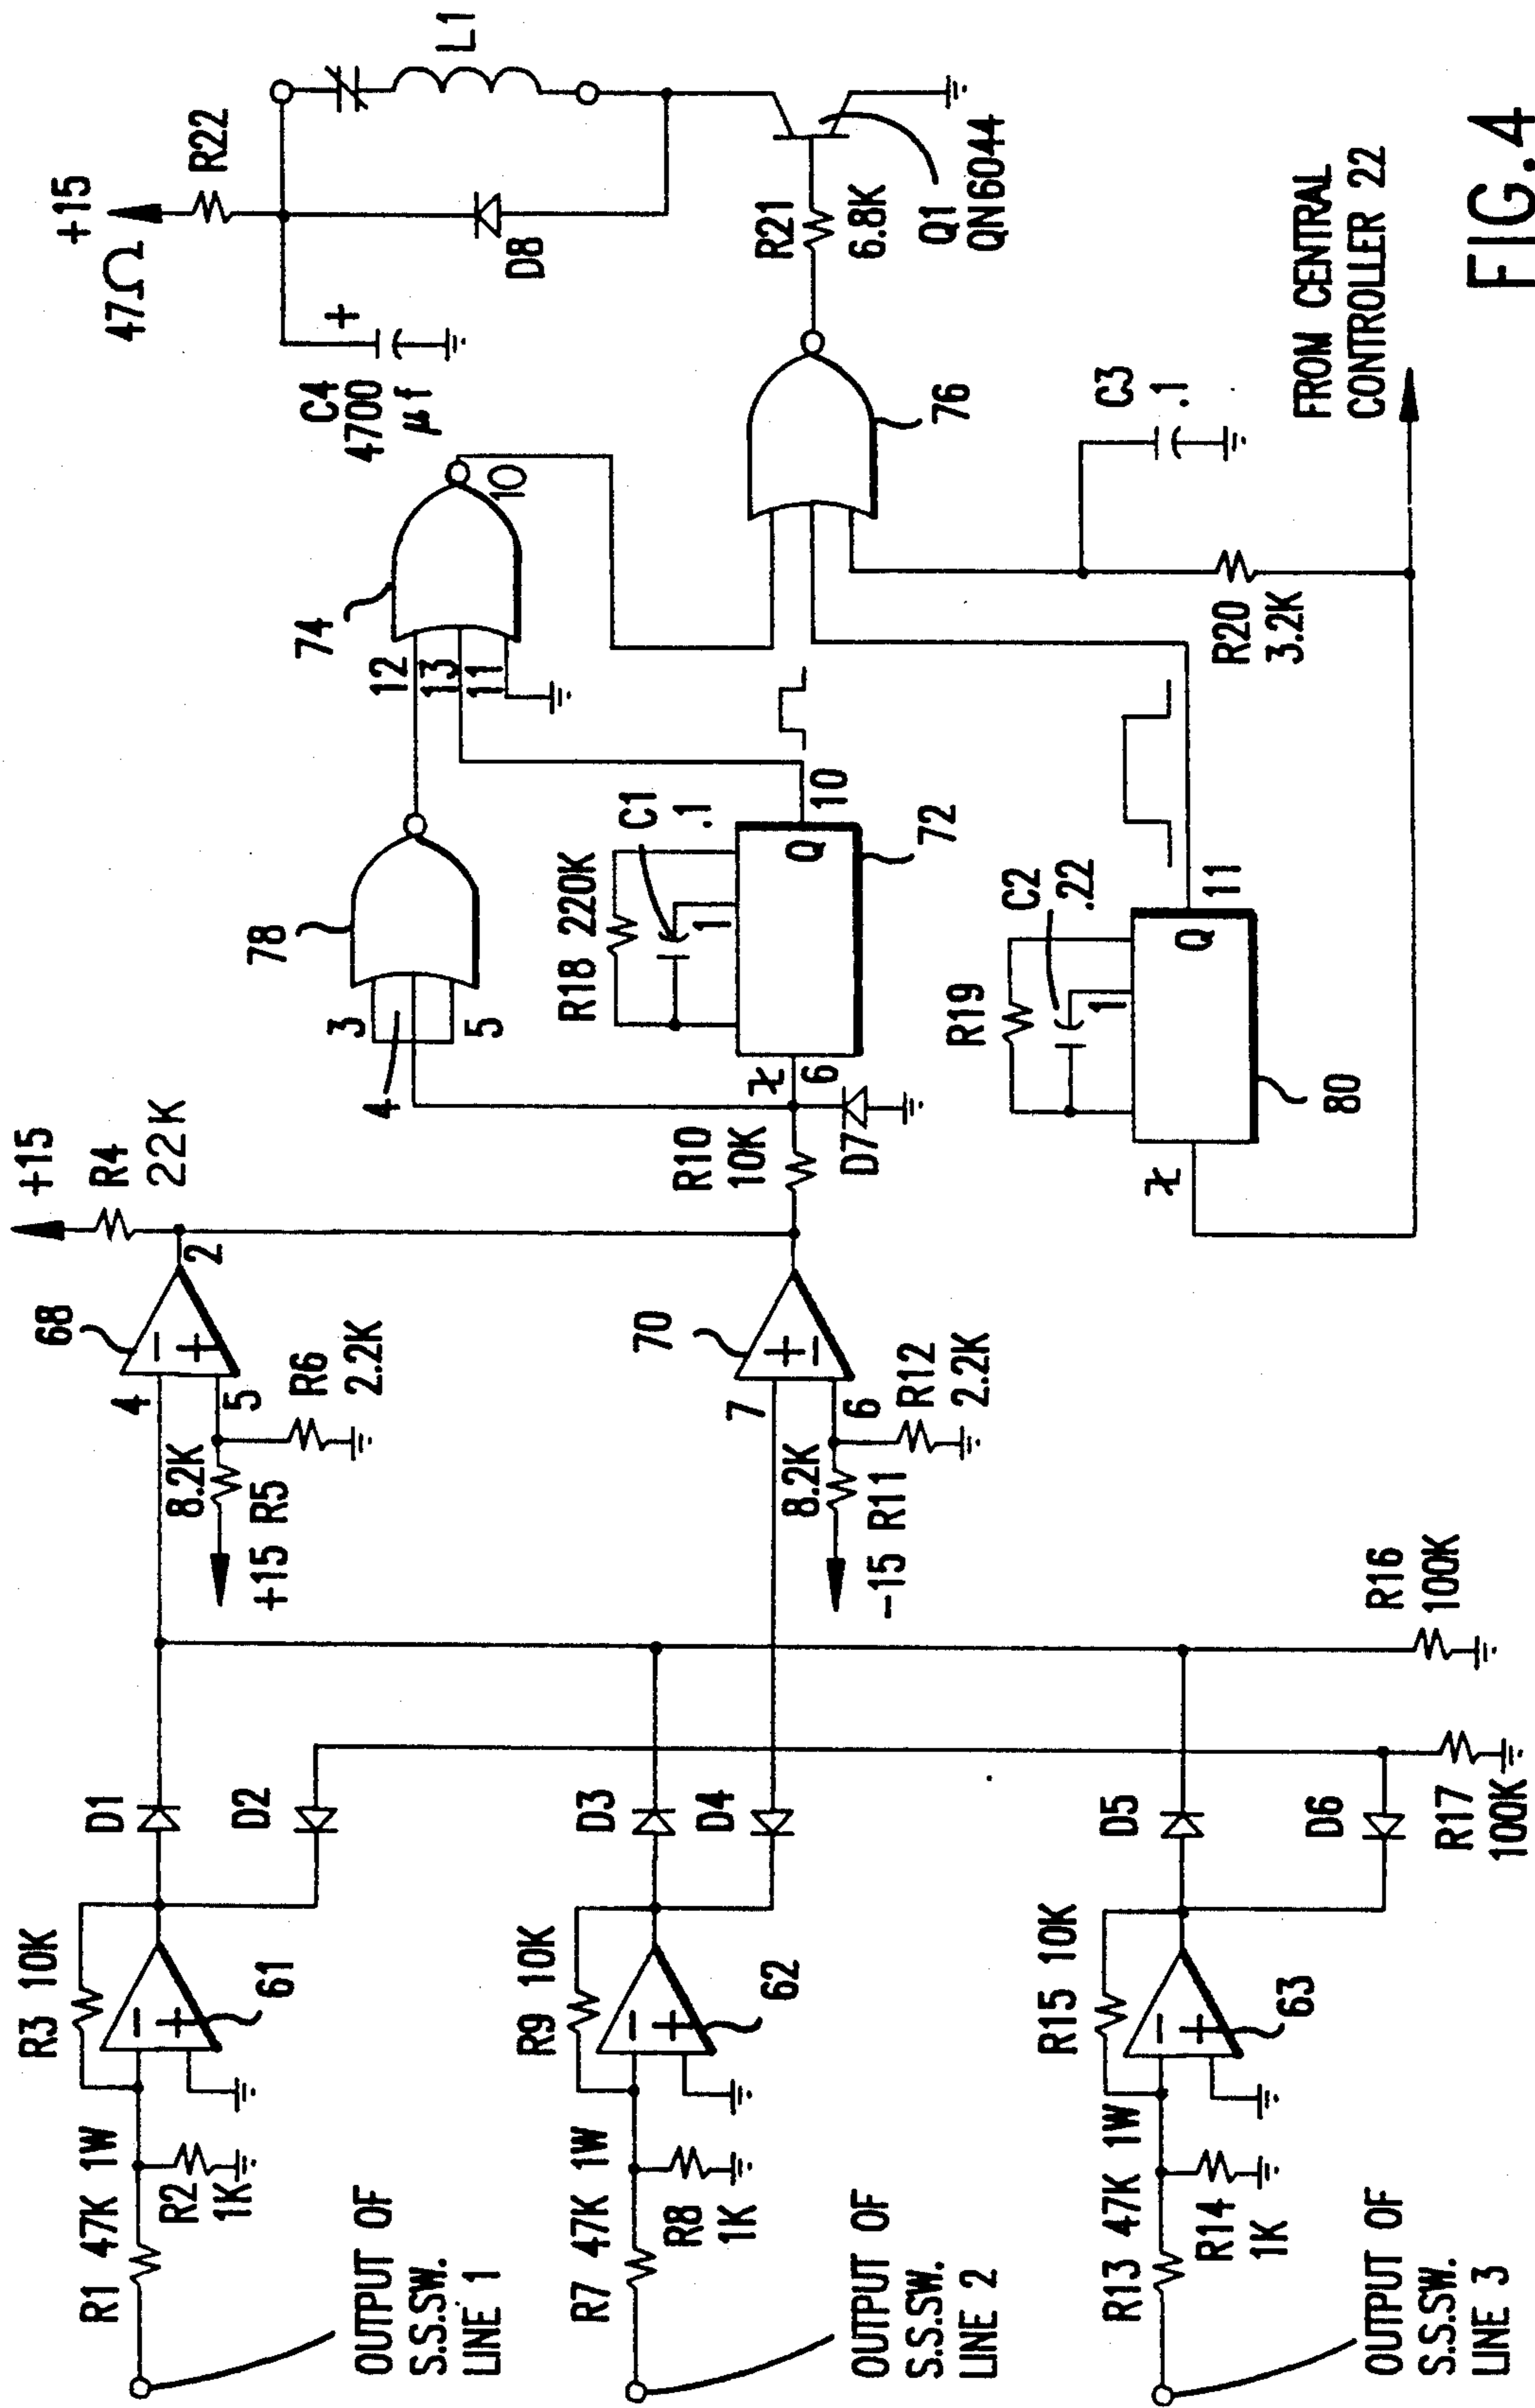 R1 47K 1W
R2
1K
R3 10K
61
OUTPUT OF
S.S.SW.
LINE 1
D1
D2
R7 47K 1W
R8
1K
R9 10K
62
OUTPUT OF
S.S.SW.
LINE 2
D3
D4
R13 47K 1W
R14
1K
R15 10K
63
OUTPUT OF
S.S.SW.
LINE 3
D5
D6
R16
100K
R17
100K
68
4
5
2
8.2K
+15 R5
R6
2.2K
+15
R4
22K
70
7
6
8.2K
-15 R11
R12
2.2K
R10
10K
D7
78
3
4
5
6
R18 220K
C1
.1
1
Q
10
72
74
12
13
11
10
R19
C2
.22
1
Q
11
80
76
R20
3.2K
C3
.1
FROM CENTRAL
CONTROLLER 22
R21
6.8K
Q1
QN6044
C4
4700
μf
+
47Ω
+15
R22
D8
L1
FIG.4